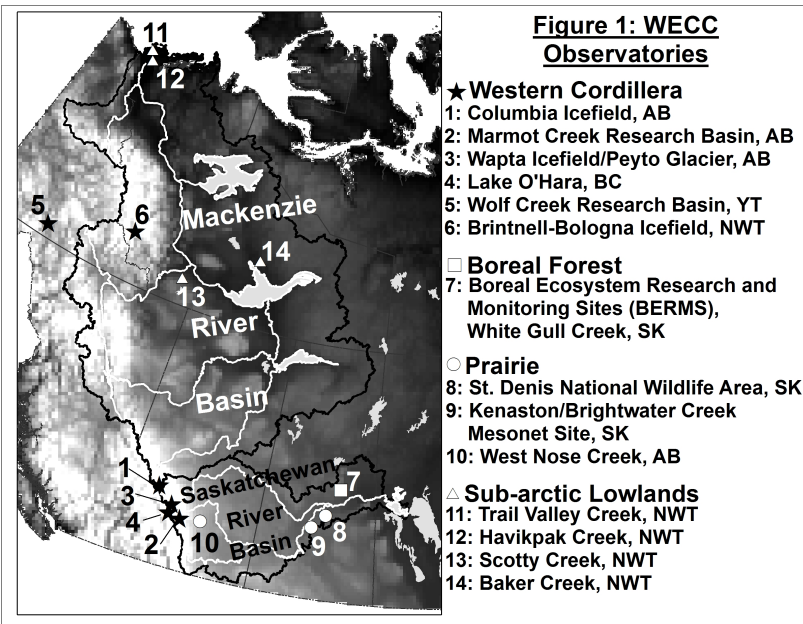 Figure 1: WECC
Observatories
★ Western Cordillera
1: Columbia Icefield, AB
2: Marmot Creek Research Basin, AB
3: Wapta Icefield/Peyto Glacier, AB
4: Lake O'Hara, BC
5: Wolf Creek Research Basin, YT
6: Brintnell-Bologna Icefield, NWT
□ Boreal Forest
7: Boreal Ecosystem Research and
Monitoring Sites (BERMS),
White Gull Creek, SK
○ Prairie
8: St. Denis National Wildlife Area, SK
9: Kenaston/Brightwater Creek
Mesonet Site, SK
10: West Nose Creek, AB
△ Sub-arctic Lowlands
11: Trail Valley Creek, NWT
12: Havikpak Creek, NWT
13: Scotty Creek, NWT
14: Baker Creek, NWT
11
12
5
6
Mackenzie
14
13
River
Basin
1
Saskatchewan
7
3
4
River
2
10
Basin
9
8